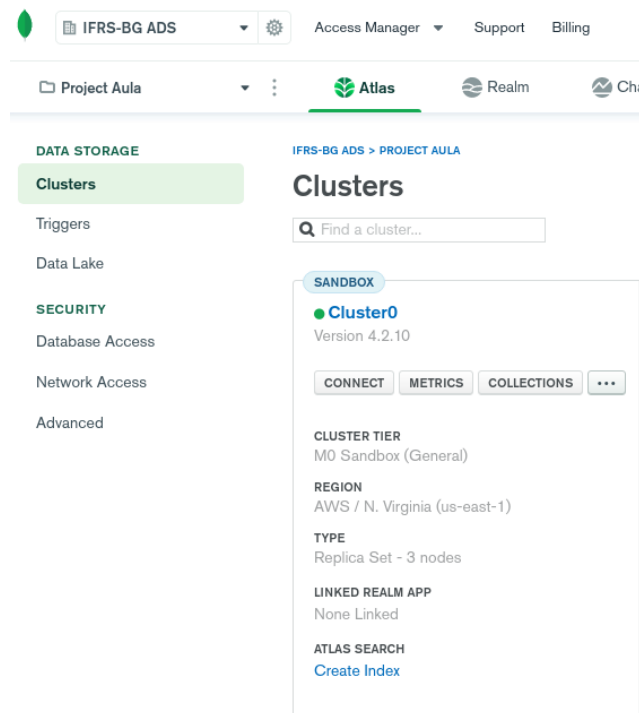 IFRS-BG ADS
Access Manager
Support
Billing
Project Aula
Atlas
Realm
Cha
DATA STORAGE
Clusters
Triggers
Data Lake
SECURITY
Database Access
Network Access
Advanced
IFRS-BG ADS > PROJECT AULA
Clusters
Find a cluster...
SANDBOX
Cluster0
Version 4.2.10
CONNECT
METRICS
COLLECTIONS
...
CLUSTER TIER
M0 Sandbox (General)
REGION
AWS / N. Virginia (us-east-1)
TYPE
Replica Set - 3 nodes
LINKED REALM APP
None Linked
ATLAS SEARCH
Create Index